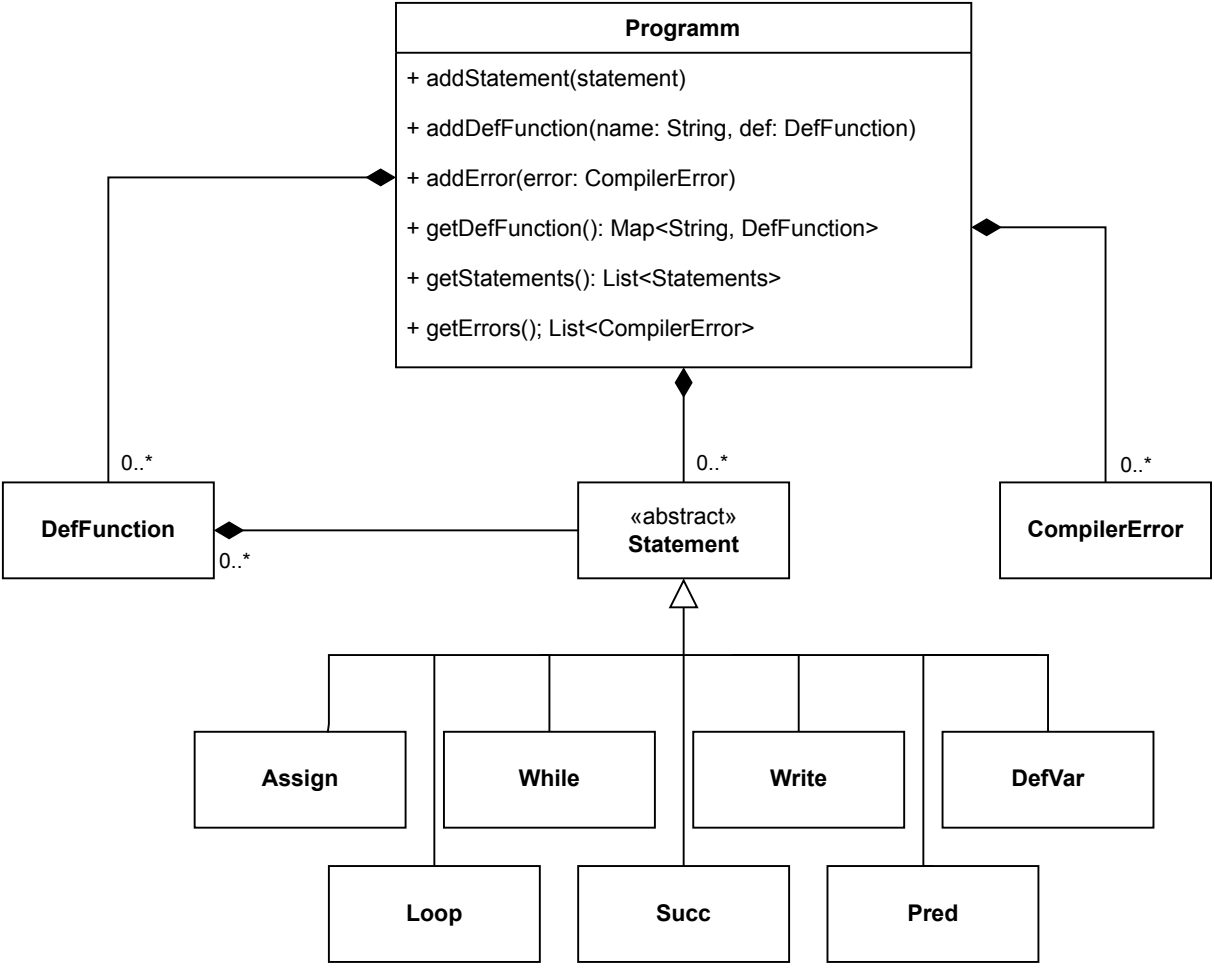 Programm
+ addStatement(statement)
+ addDefFunction(name: String, def: DefFunction)
+ addError(error: CompilerError)
+ getDefFunction(): Map<String, DefFunction>
+ getStatements(): List<Statements>
+ getErrors(); List<CompilerError>
0..*
0..*
0..*
DefFunction
0..*
«abstract»
Statement
CompilerError
Assign
While
Write
DefVar
Loop
Succ
Pred